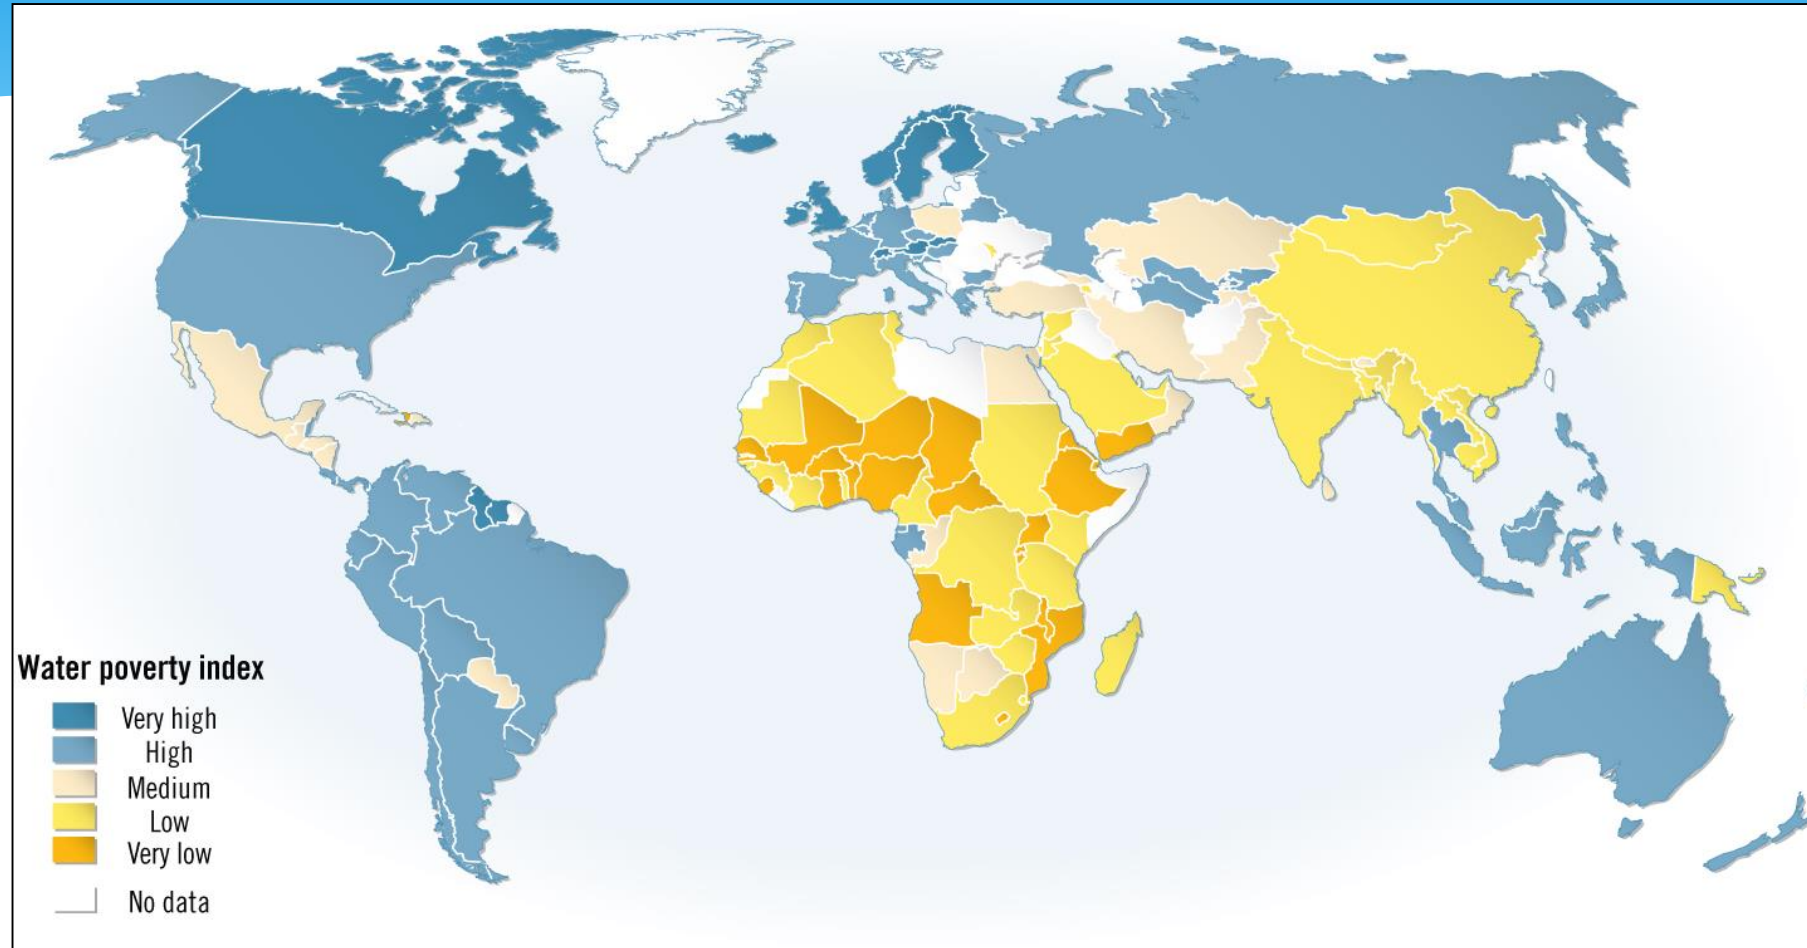 Water poverty index
Very high
High
Medium
Low
Very low
No data